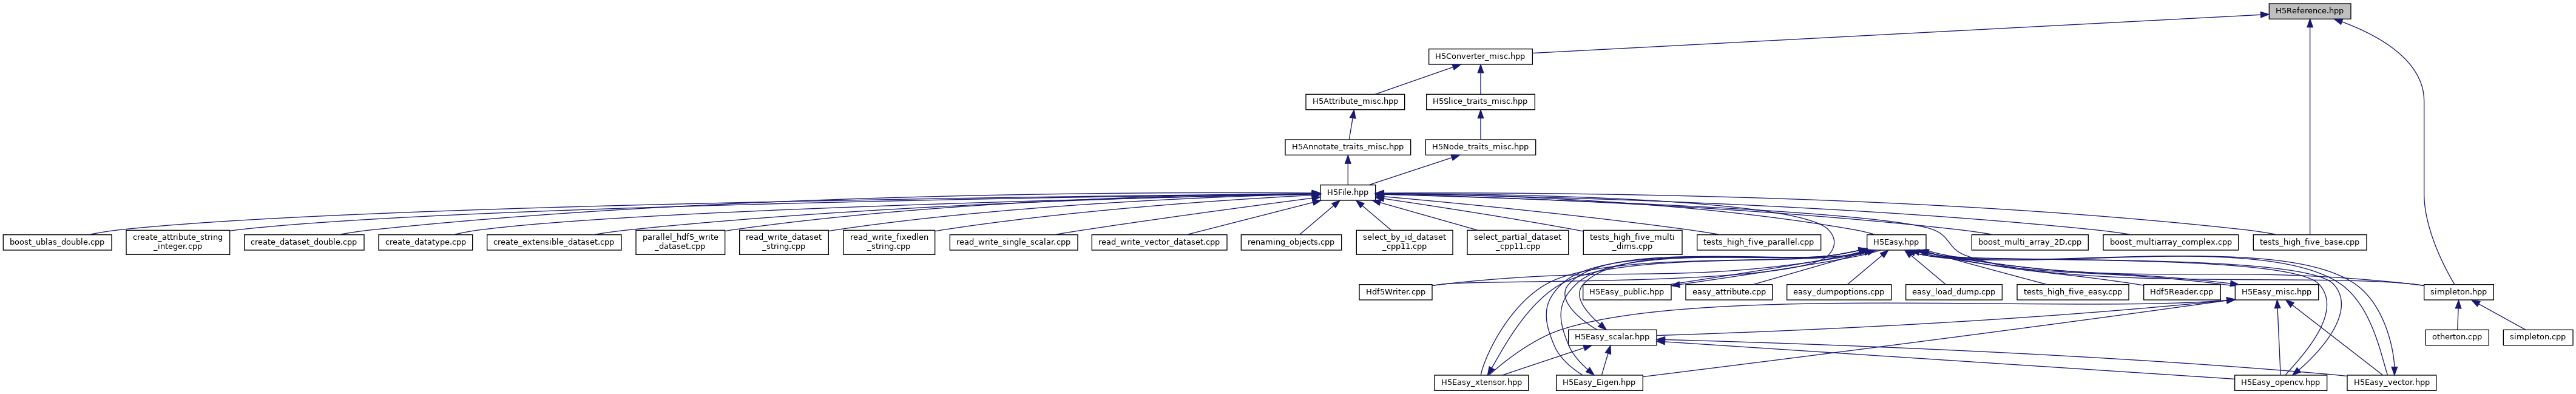 H5Reference.hpp
H5Converter_misc.hpp
H5Attribute_misc.hpp
H5Slice_traits_misc.hpp
H5Annotate_traits_misc.hpp
H5Node_traits_misc.hpp
H5File.hpp
boost_ublas_double.cpp
create_attribute_string
_integer.cpp
create_dataset_double.cpp
create_datatype.cpp
create_extensible_dataset.cpp
parallel_hdf5_write
_dataset.cpp
read_write_dataset
_string.cpp
read_write_fixedlen
_string.cpp
read_write_single_scalar.cpp
read_write_vector_dataset.cpp
renaming_objects.cpp
select_by_id_dataset
_cpp11.cpp
select_partial_dataset
_cpp11.cpp
tests_high_five_multi
_dims.cpp
tests_high_five_parallel.cpp
H5Easy.hpp
boost_multi_array_2D.cpp
boost_multiarray_complex.cpp
tests_high_five_base.cpp
Hdf5Writer.cpp
H5Easy_public.hpp
easy_attribute.cpp
easy_dumpoptions.cpp
easy_load_dump.cpp
tests_high_five_easy.cpp
Hdf5Reader.cpp
H5Easy_misc.hpp
simpleton.hpp
H5Easy_scalar.hpp
otherton.cpp
simpleton.cpp
H5Easy_xtensor.hpp
H5Easy_Eigen.hpp
H5Easy_opencv.hpp
H5Easy_vector.hpp